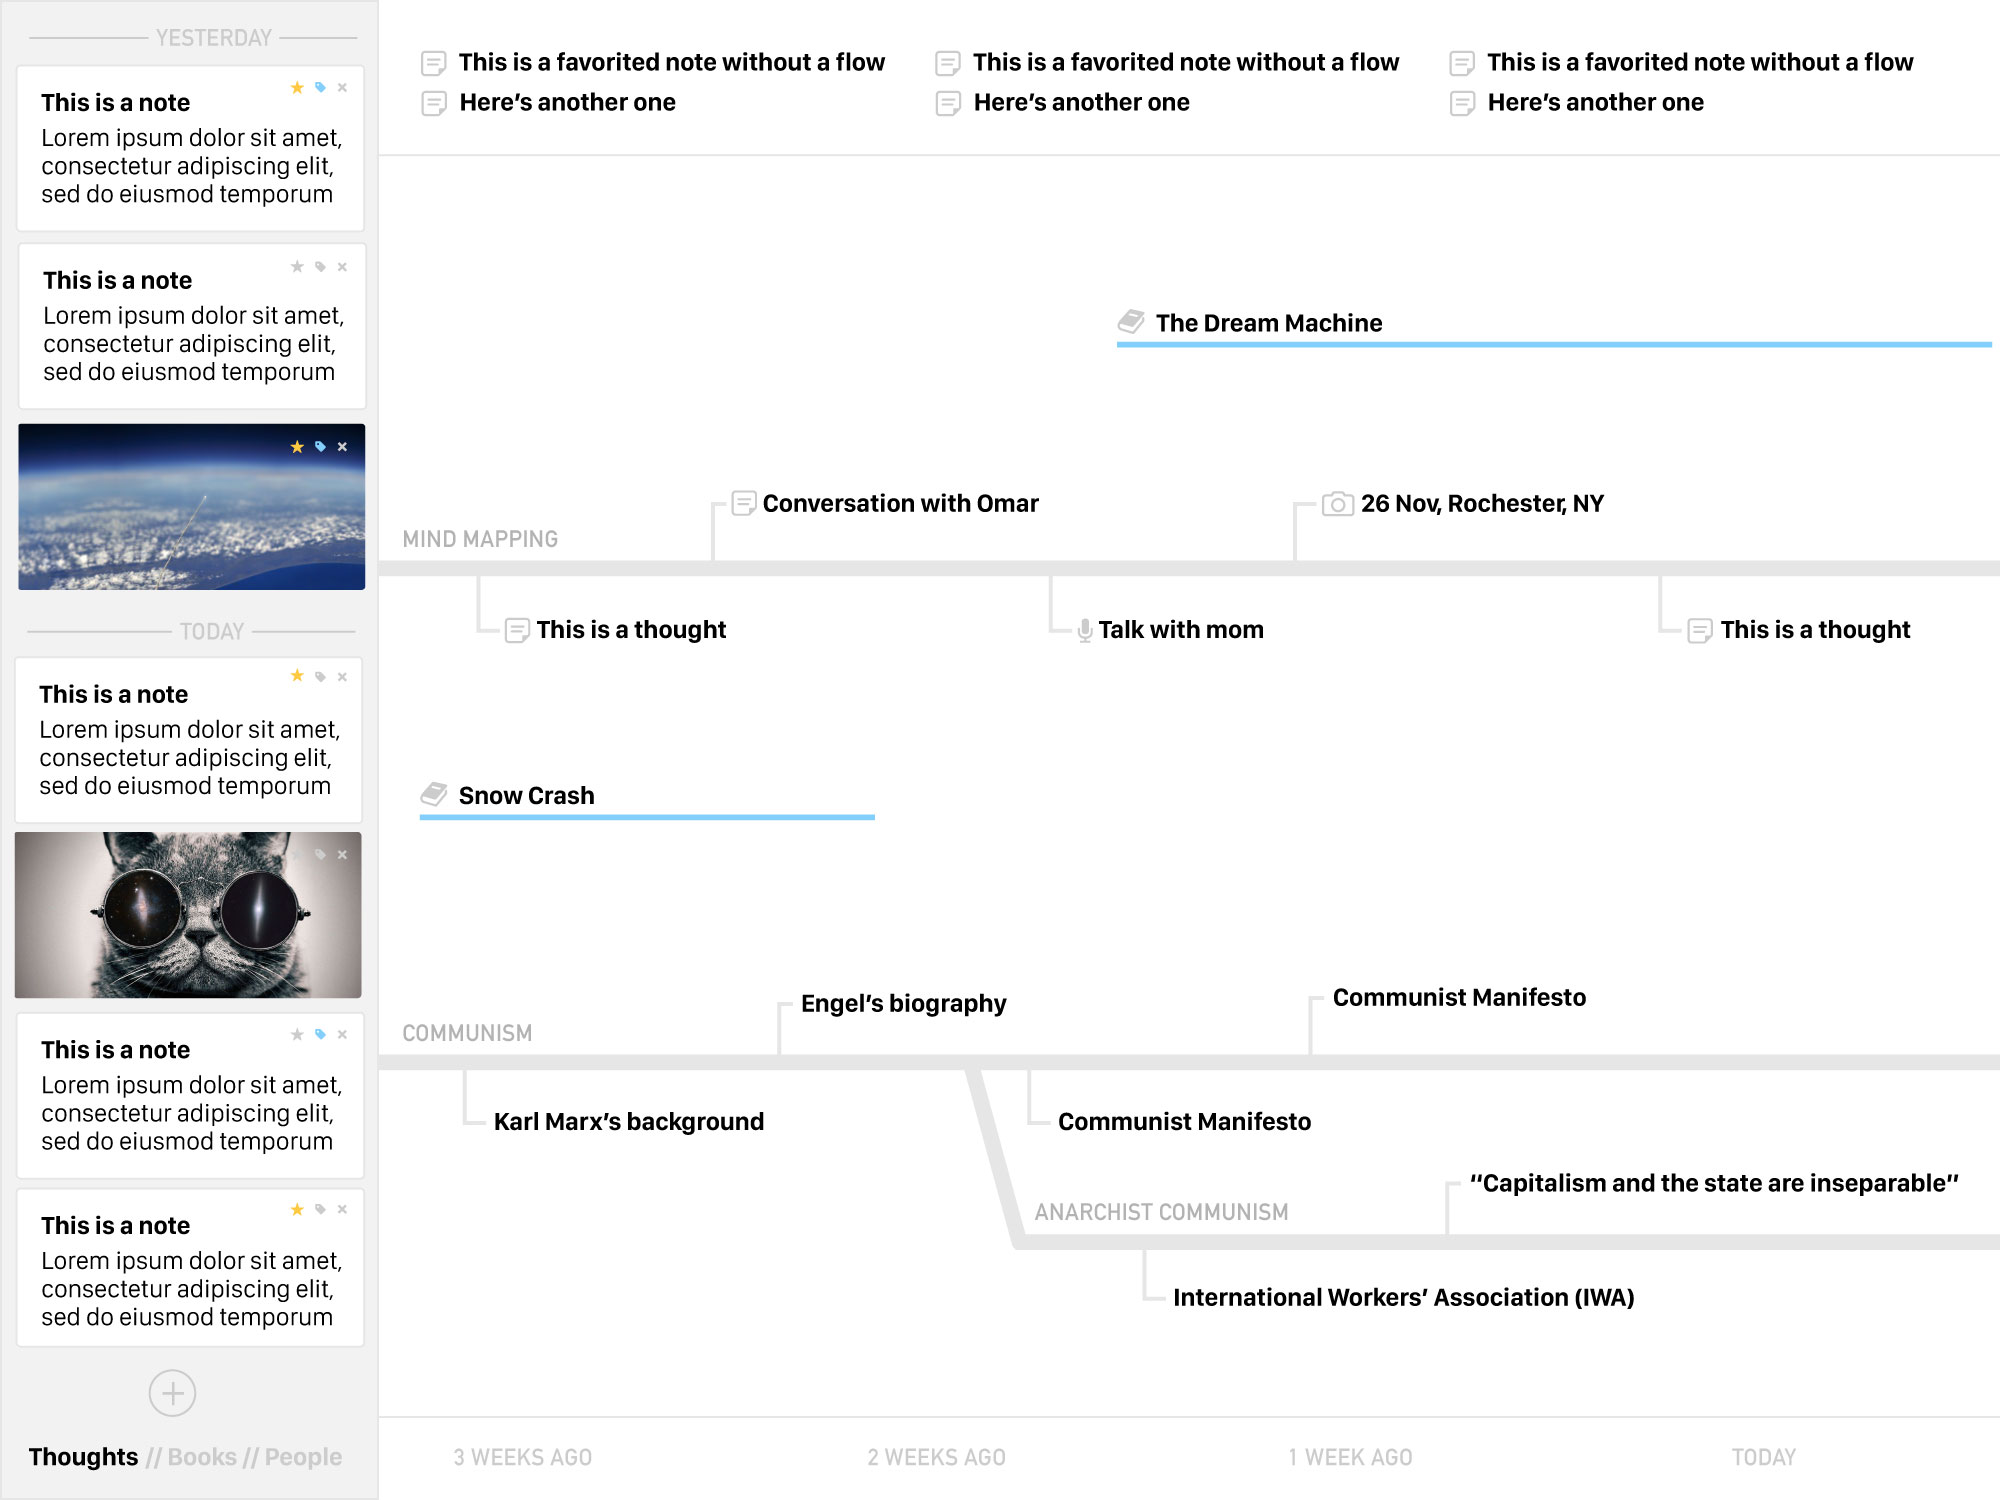 YESTERDAY
This is a note
Lorem ipsum dolor sit amet,
consectetur adipiscing elit,
sed do eiusmod temporum
This is a note
Lorem ipsum dolor sit amet,
consectetur adipiscing elit,
sed do eiusmod temporum
TODAY
This is a note
Lorem ipsum dolor sit amet,
consectetur adipiscing elit,
sed do eiusmod temporum
This is a note
Lorem ipsum dolor sit amet,
consectetur adipiscing elit,
sed do eiusmod temporum
This is a note
Lorem ipsum dolor sit amet,
consectetur adipiscing elit,
sed do eiusmod temporum
Thoughts // Books // People
This is a favorited note without a flow
Here’s another one
This is a favorited note without a flow
Here’s another one
This is a favorited note without a flow
Here’s another one
The Dream Machine
MIND MAPPING
Conversation with Omar
26 Nov, Rochester, NY
This is a thought
Talk with mom
This is a thought
Snow Crash
COMMUNISM
Engel’s biography
Communist Manifesto
Karl Marx’s background
Communist Manifesto
ANARCHIST COMMUNISM
“Capitalism and the state are inseparable”
International Workers’ Association (IWA)
3 WEEKS AGO
2 WEEKS AGO
1 WEEK AGO
TODAY